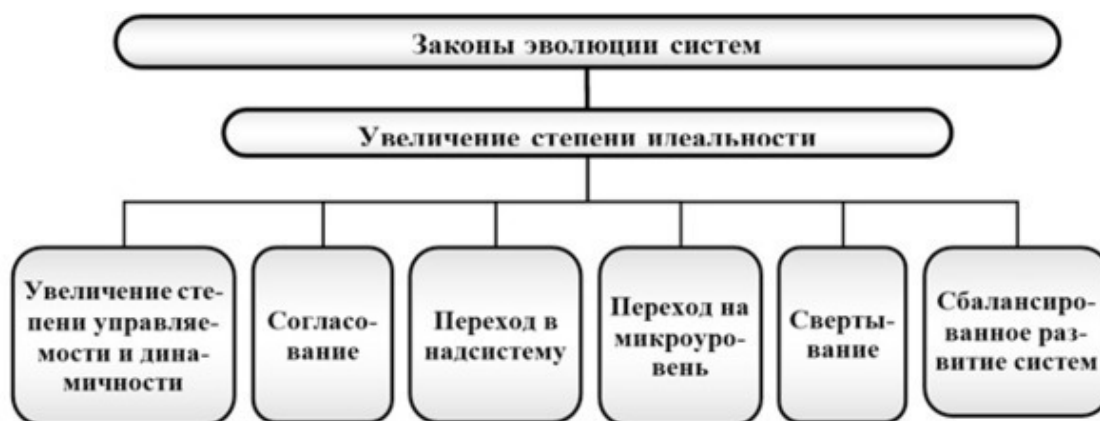 Законы эволюции систем
Увеличение степени идеальности
Увеличение сте-
пени управляе-
мости и дина-
мичности
Согласо-
вание
Переход в
надсистему
Переход на
микроуро-
вень
Сверты-
вание
Сбалансиро-
ванное раз-
витие систем